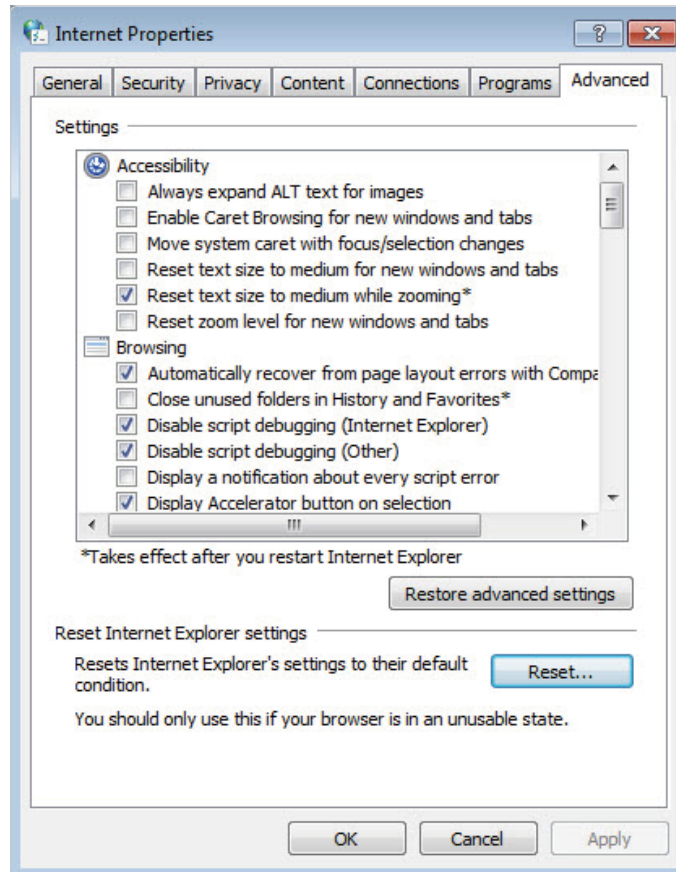 Internet Properties
General Security Privacy Content Connections Programs Advanced
Settings
Accessibility
Always expand ALT text for images
Enable Caret Browsing for new windows and tabs
Move system caret with focus/selection changes
Reset text size to medium for new windows and tabs
Reset text size to medium while zooming*
Reset zoom level for new windows and tabs
Browsing
Automatically recover from page layout errors with Compa
Close unused folders in History and Favorites*
Disable script debugging (Internet Explorer)
Disable script debugging (Other)
Display a notification about every script error
Display Accelerator button on selection
*Takes effect after you restart Internet Explorer
Restore advanced settings
Reset Internet Explorer settings
Resets Internet Explorer's settings to their default
condition.
Reset...
You should only use this if your browser is in an unusable state.
OK Cancel Apply